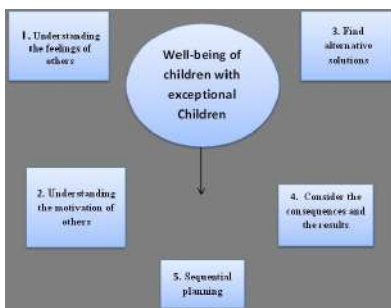 1. Understanding
the feelings of
others
Well-being of
children with
exceptional
Children
3. Find
alternative
solutions
2. Understanding
the motivation of
others
4. Consider the
consequences and
the results
5. Sequential
planning